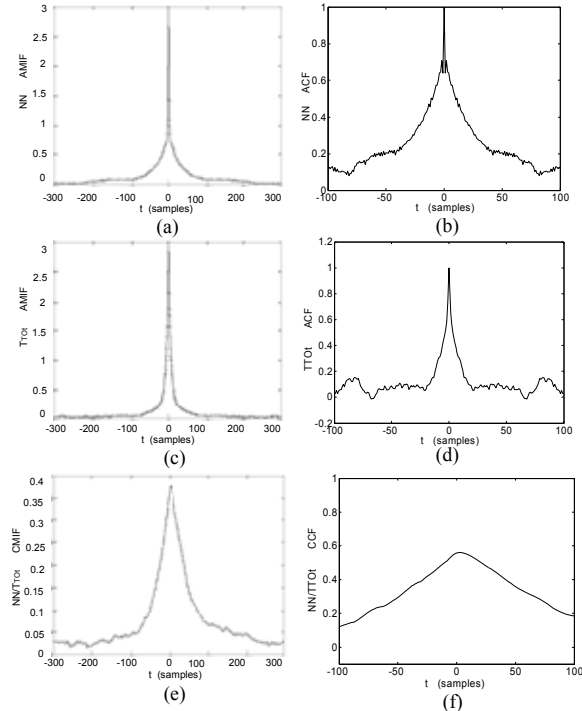 3
2.5
2
1.5
1
0.5
0
NN AMIF
-300 -200 -100 0 100 200 300
t (samples)
(a)
1
0.8
0.6
0.4
0.2
0
NN ACF
-100 -50 0 50 100
t (samples)
(b)
3
2.5
2
1.5
1
0.5
0
TTOt AMIF
-300 -200 -100 0 100 200 300
t (samples)
(c)
1.2
1
0.8
0.6
0.4
0.2
0
-0.2
TTOt ACF
-100 -50 0 50 100
t (samples)
(d)
0.4
0.35
0.3
0.25
0.2
0.15
0.1
0.05
0
NN/TTOt CMIF
-300 -200 -100 0 100 200 300
t (samples)
(e)
1
0.8
0.6
0.4
0.2
0
NN/TTOt CCF
-100 -50 0 50 100
t (samples)
(f)